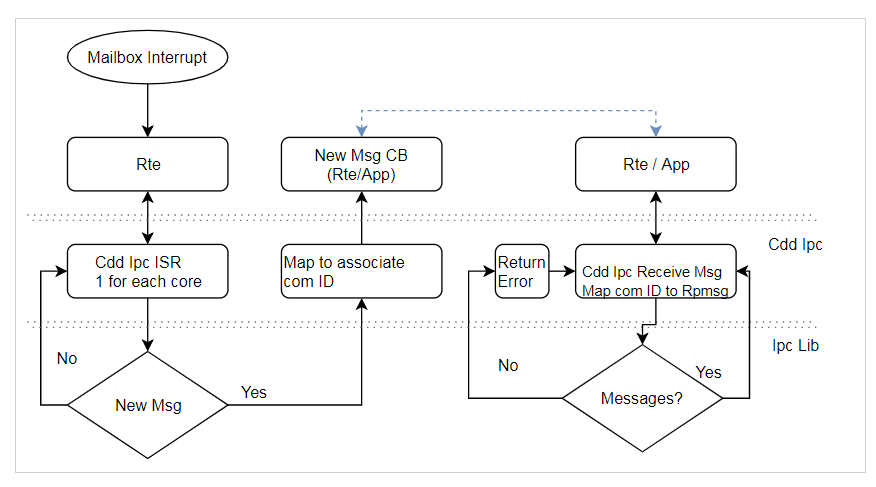 Mailbox Interrupt
Rte
New Msg CB
(Rte/App)
Rte / App
Cdd Ipc
Cdd Ipc ISR
1 for each core
Map to associate
com ID
Return
Error
Cdd Ipc Receive Msg
Map com ID to Rpmsg
Ipc Lib
No
New Msg
Yes
No
Messages?
Yes